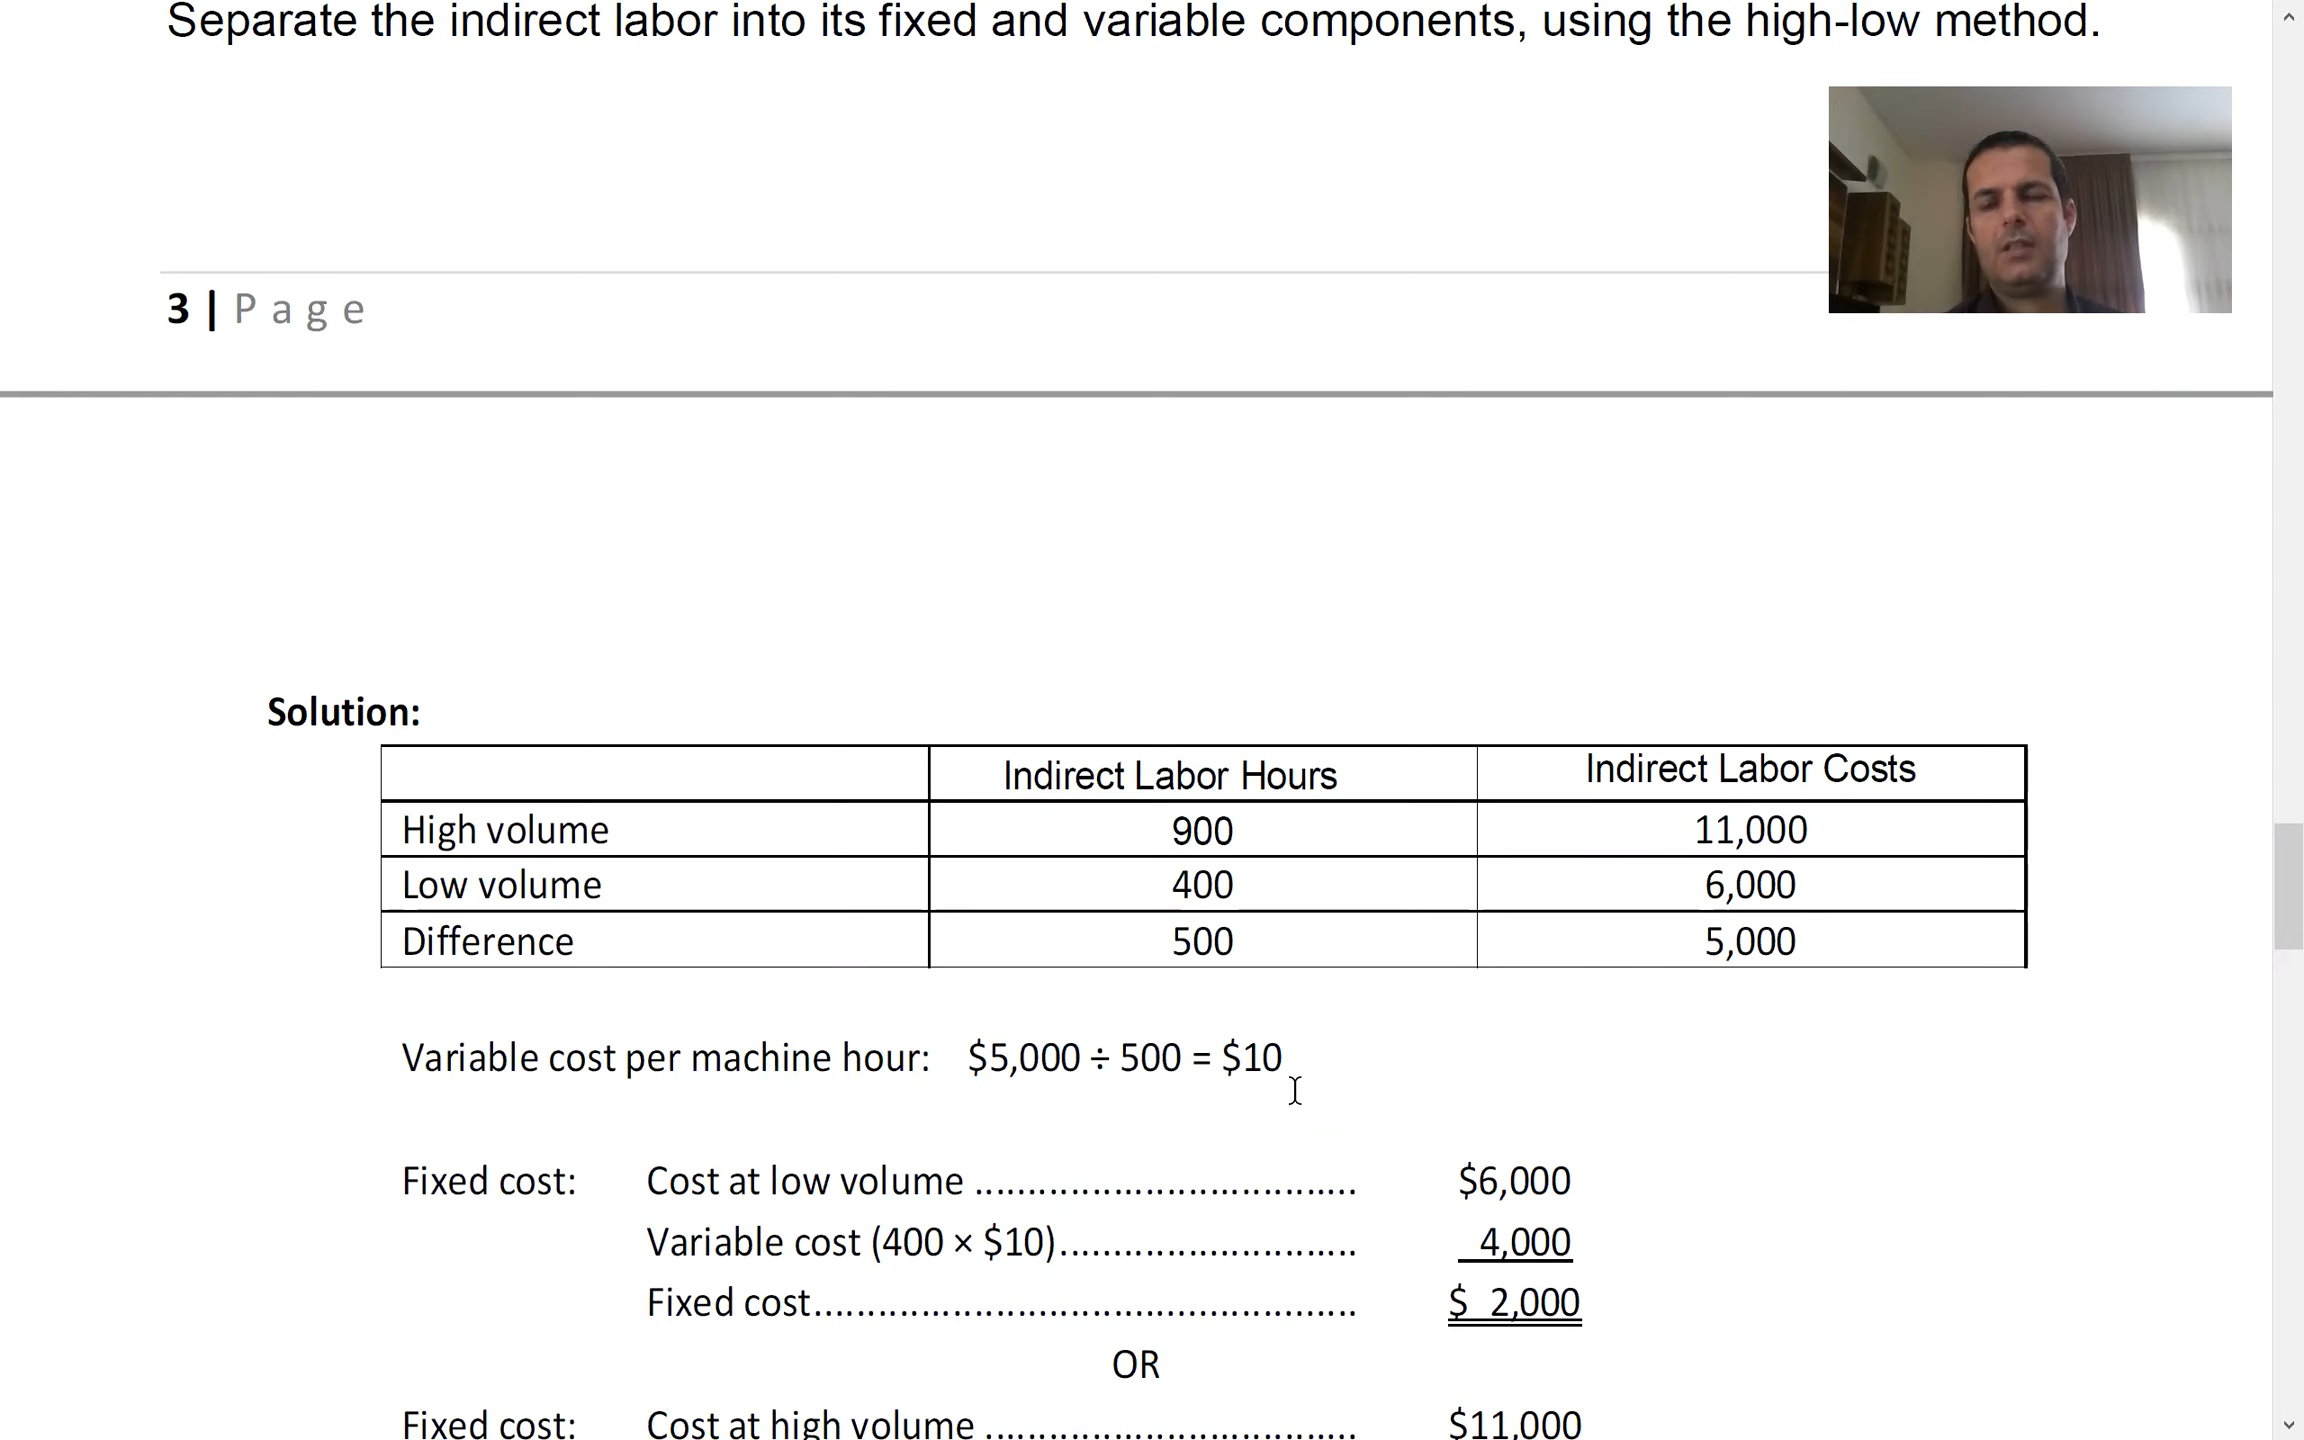 Separate the indirect labor into its fixed and variable components, using the high-low method.
3 | P a g e
Solution:
Indirect Labor Hours Indirect Labor Costs
High volume 900 11,000
Low volume 400 6,000
Difference 500 5,000
Variable cost per machine hour: $5,000 ÷ 500 = $10
Fixed cost: Cost at low volume .................................... $6,000
Variable cost (400 × $10)............................ 4,000
Fixed cost................................................... $ 2,000
OR
Fixed cost: Cost at high volume ................................... $11,000